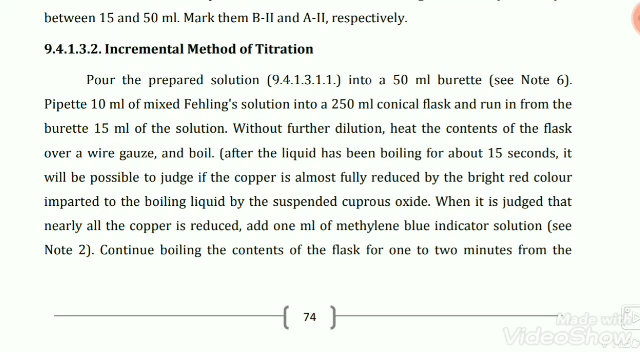 between 15 and 50 ml. Mark them B-II and A-II, respectively.
9.4.1.3.2. Incremental Method of Titration
Pour the prepared solution (9.4.1.3.1.1.) into a 50 ml burette (see Note 6).
Pipette 10 ml of mixed Fehling's solution into a 250 ml conical flask and run in from the
burette 15 ml of the solution. Without further dilution, heat the contents of the flask
over a wire gauze, and boil. (after the liquid has been boiling for about 15 seconds, it
will be possible to judge if the copper is almost fully reduced by the bright red colour
imparted to the boiling liquid by the suspended cuprous oxide. When it is judged that
nearly all the copper is reduced, add one ml of methylene blue indicator solution (see
Note 2). Continue boiling the contents of the flask for one to two minutes from the
74
Made with
VideoShow